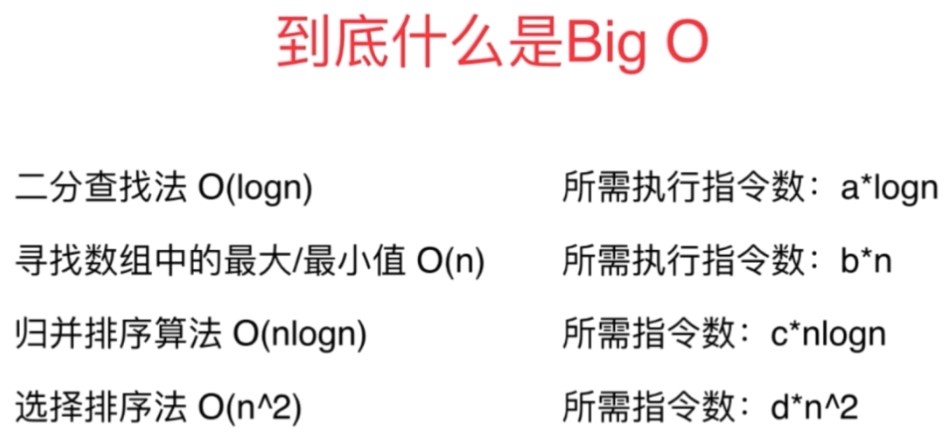 到底什么是Big O
二分查找法 O(logn) 所需执行指令数：a*logn
寻找数组中的最大/最小值 O(n) 所需执行指令数：b*n
归并排序算法 O(nlogn) 所需指令数：c*nlogn
选择排序法 O(n^2) 所需指令数：d*n^2